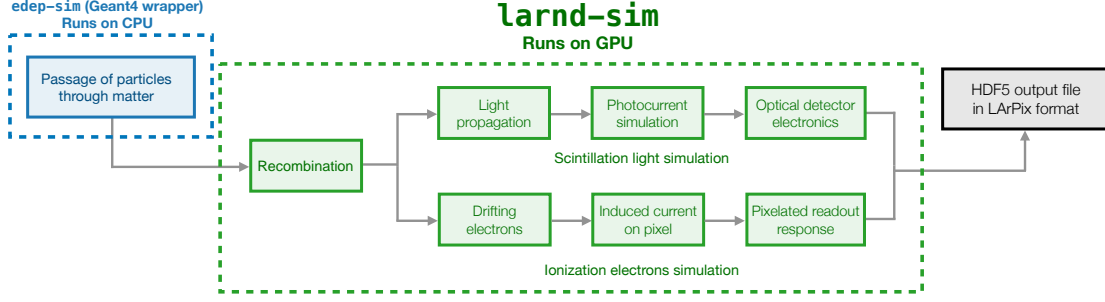 edep-sim (Geant4 wrapper)
Runs on CPU
Passage of particles
through matter
larnd-sim
Runs on GPU
Recombination
Light
propagation
Photocurrent
simulation
Optical detector
electronics
Scintillation light simulation
Drifting
electrons
Induced current
on pixel
Pixelated readout
response
Ionization electrons simulation
HDF5 output file
in LArPix format